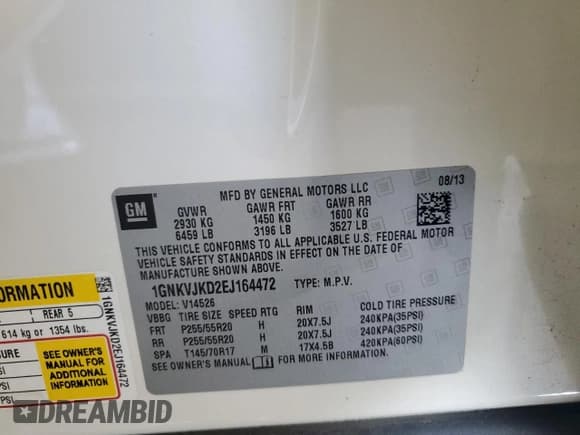 GM
MFD BY GENERAL MOTORS LLC
08/13
GVWR GAWR FRT GAWR RR
2930 KG 1450 KG 1600 KG
6459 LB 3196 LB 3527 LB
THIS VEHICLE CONFORMS TO ALL APPLICABLE U.S. FEDERAL MOTOR
VEHICLE SAFETY STANDARDS IN EFFECT ON THE DATE OF
MANUFACTURE SHOWN ABOVE.
1GNKVJKD2EJ164472 TYPE: M.P.V.
MODEL: V14526
VBBG TIRE SIZE SPEED RTG RIM COLD TIRE PRESSURE
FRT P255/55R20 H 20X7.5J 240KPA(35PSI)
RR P255/55R20 H 20X7.5J 240KPA(35PSI)
SPA T145/70R17 M 17X4.5B 420KPA(60PSI)
SEE OWNER'S MANUAL FOR MORE INFORMATION.
ORMATION
REAR 5
614 kg or 1354 lbs.
SURE
PSI
PSI
PSI
SEE OWNER'S
MANUAL FOR
ADDITIONAL
INFORMATION
1GNKVJKD2EJ164472
DREAMBID